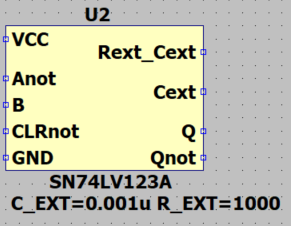 U2
VCC
Rext_Cext
Anot
Cext
B
CLRnot
Q
GND
Qnot
SN74LV123A
C_EXT=0.001u R_EXT=1000